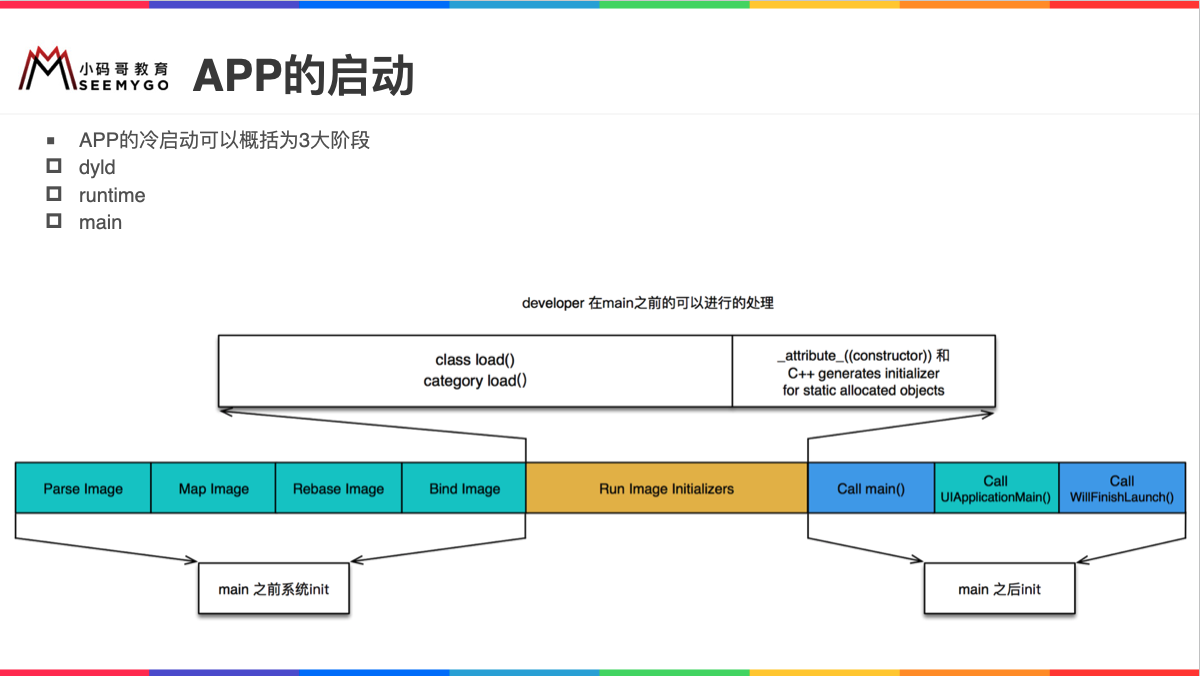 小码哥教育
SEEMYGO
APP的启动
APP的冷启动可以概括为3大阶段
dyld
runtime
main
developer 在main之前的可以进行的处理
class load()
category load()
_attribute_((constructor)) 和
C++ generates initializer
for static allocated objects
Parse Image
Map Image
Rebase Image
Bind Image
Run Image Initializers
Call main()
Call
UIApplicationMain()
Call
WillFinishLaunch()
main 之前系统init
main 之后init